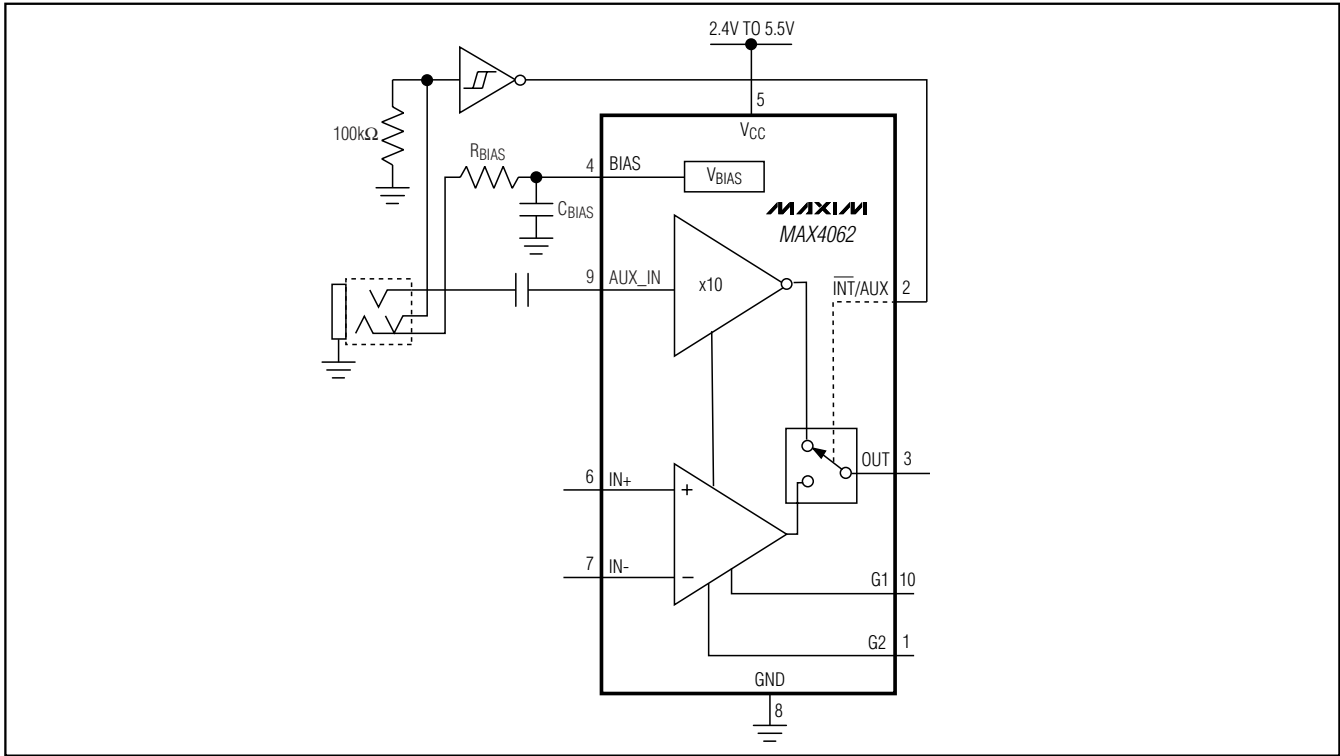 2.4V TO 5.5V
5
VCC
100kΩ
RBIAS
4
BIAS
VBIAS
CBIAS
MAXIM
MAX4062
9
AUX_IN
x10
INT/AUX
2
6
IN+
+
OUT
3
7
IN-
−
G1
10
G2
1
GND
8